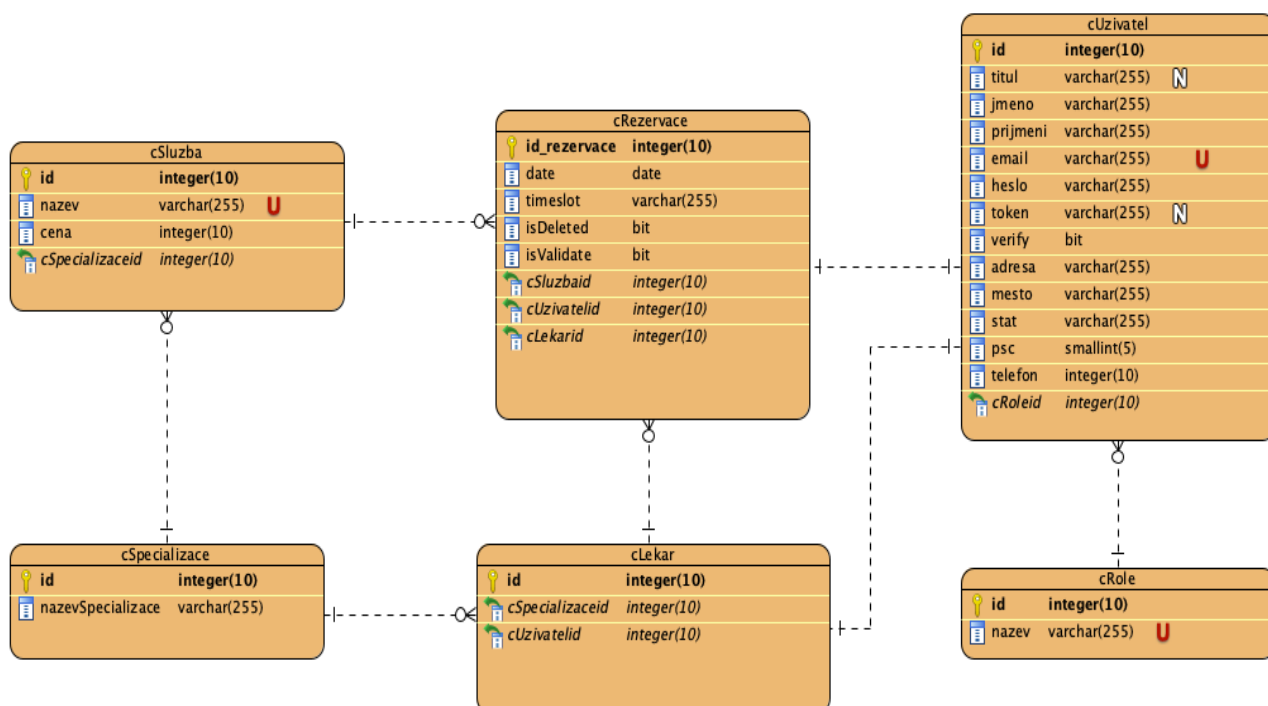 cSluzba
id integer(10)
nazev varchar(255) U
cena integer(10)
cSpecializaceid integer(10)
cRezervace
id_rezervace integer(10)
date date
timeslot varchar(255)
isDeleted bit
isValidate bit
cSluzbaid integer(10)
cUzivatelid integer(10)
cLekarid integer(10)
cUzivatel
id integer(10)
titul varchar(255) N
jmeno varchar(255)
prijmeni varchar(255)
email varchar(255) U
heslo varchar(255)
token varchar(255) N
verify bit
adresa varchar(255)
mesto varchar(255)
stat varchar(255)
psc smallint(5)
telefon integer(10)
cRoleid integer(10)
cSpecializace
id integer(10)
nazevSpecializace varchar(255)
cLekar
id integer(10)
cSpecializaceid integer(10)
cUzivatelid integer(10)
cRole
id integer(10)
nazev varchar(255) U